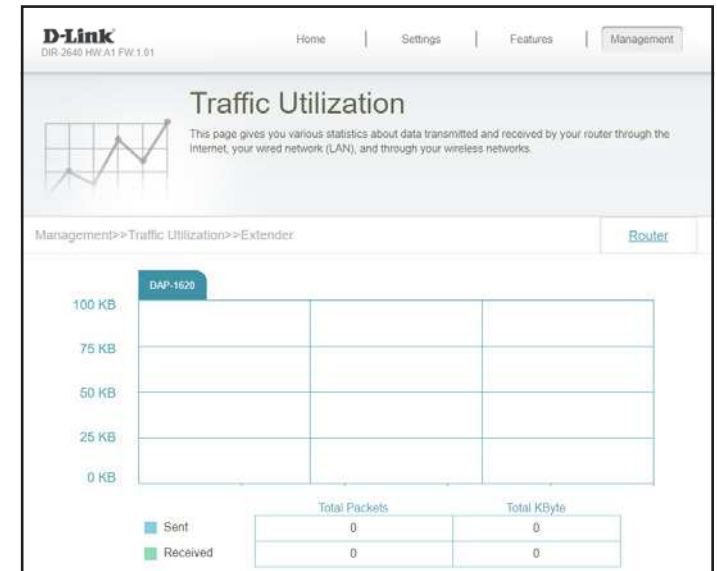 D-Link
DIR-2640 HW:A1 FW:1.01
Home | Settings | Features | Management
Traffic Utilization
This page gives you various statistics about data transmitted and received by your router through the
Internet, your wired network (LAN), and through your wireless networks.
Management>>Traffic Utilization>>Extender
Router
DAP-1620
100 KB
75 KB
50 KB
25 KB
0 KB
Total Packets Total KByte
Sent 0 0
Received 0 0